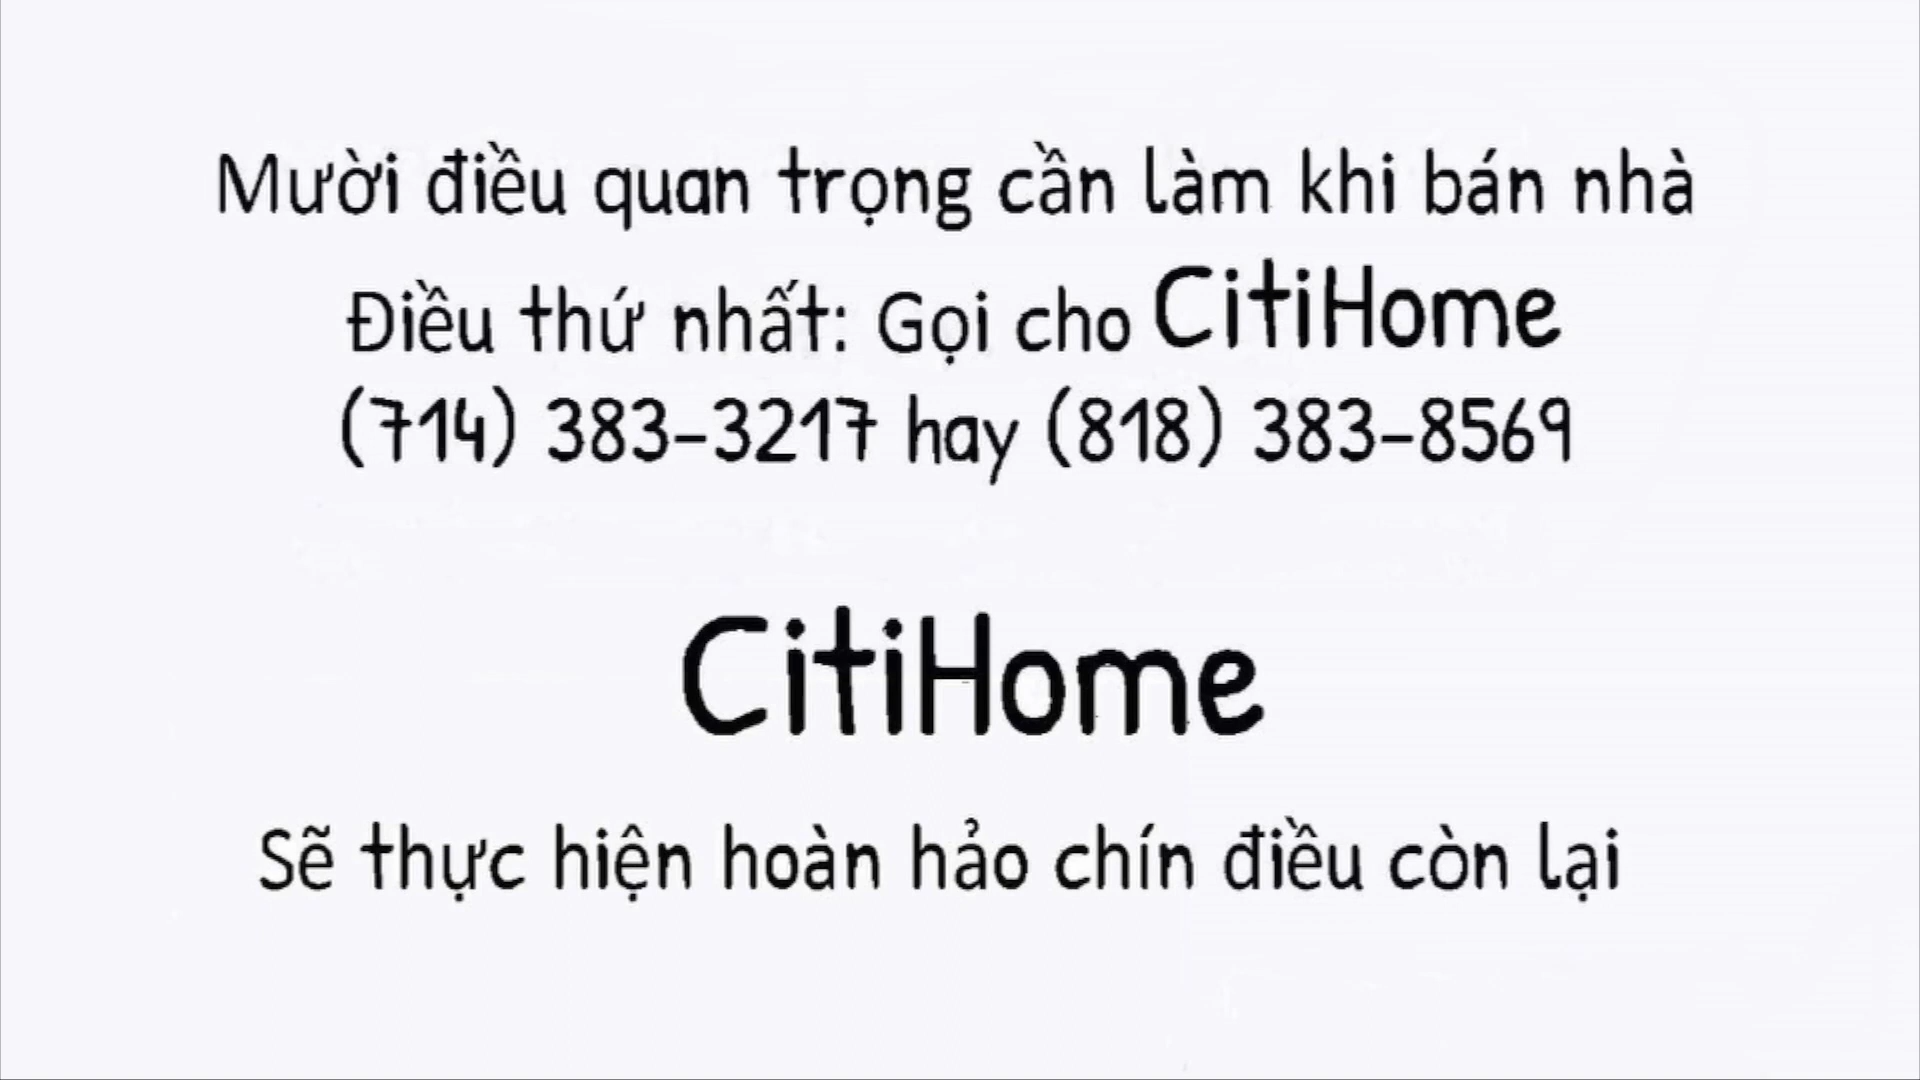 Mười điều quan trọng cần làm khi bán nhà
Điều thứ nhất: Gọi cho CitiHome
(714) 383-3217 hay (818) 383-8569
CitiHome
Sẽ thực hiện hoàn hảo chín điều còn lại